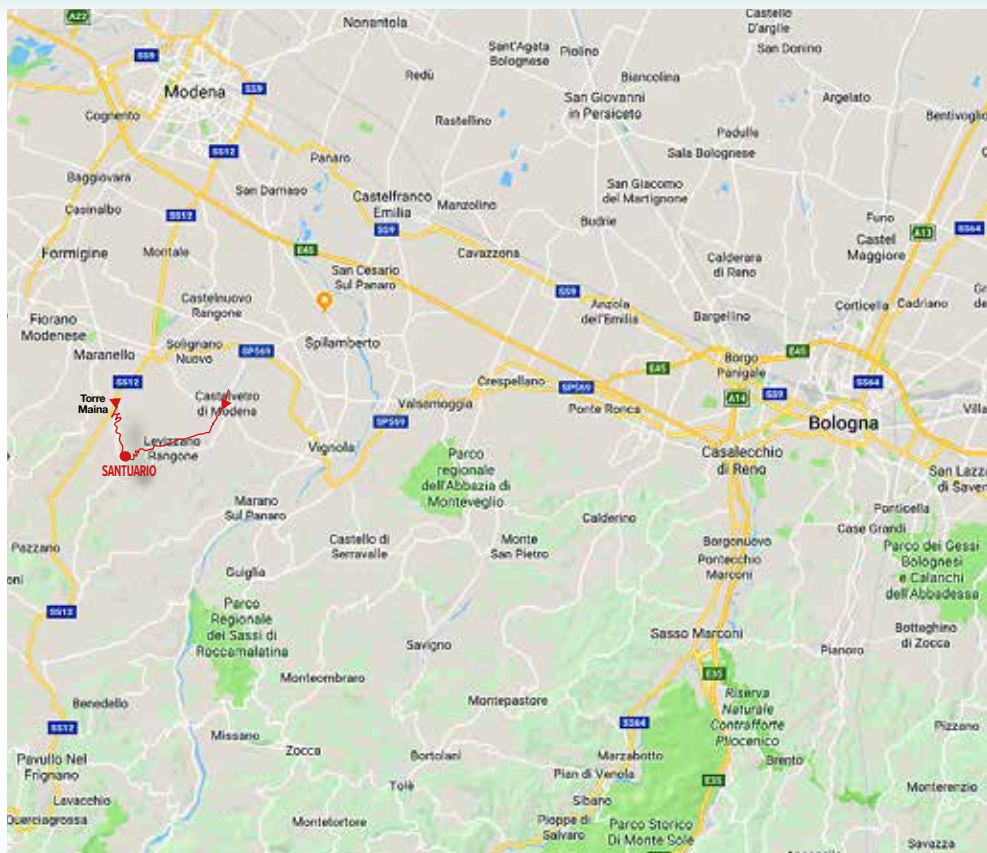 A22
Nonantola
Castello
D'argile
SS9
Sant'Agata
Bolognese
Piolino
San Donino
Redù
Biancolina
Modena
SS9
San Giovanni
in Persiceto
Argelato
Cognento
Rastellino
Bentivoglio
Padulle
SS12
Panaro
Sala Bolognese
Baggiovara
San Damaso
Castelfranco
Emilia
Manzolino
San Giacomo
del Martignone
Casinalbo
SS12
Budrie
Funo
SS9
A13
SS64
Formigine
Montale
E45
Cavazzona
Castel
Maggiore
Calderara
di Reno
San Cesario
Sul Panaro
Castelnuovo
Rangone
SS9
Anzola
dell'Emilia
Corticella
Cadriano
Fiorano
Modenese
Bargellino
Solignano
Nuovo
Spilamberto
Maranello
SP569
E45
Borgo
Panigale
E45
SS12
Crespellano
SP569
SS64
Torre
Maina
Castelvetro
di Modena
Valsamoggia
A14
SS9
Ponte Ronca
Villa
SP569
Bologna
Levizzano
Rangone
Vignola
SANTUARIO
Parco
regionale
dell'Abbazia di
Monteveglio
Casalecchio
di Reno
San Lazz
di Saven
Marano
Sul Panaro
Ponticella
Calderino
Case Grandi
Pazzano
Castello di
Serravalle
Monte
San Pietro
Borgonuovo
Pontecchio
Marconi
Parco dei Gessi
Bolognesi
e Calanchi
dell'Abbadessa
oni
Guiglia
SS12
Parco
Regionale
dei Sassi di
Roccamalatina
Savigno
Sasso Marconi
Botteghino
di Zocca
Pianoro
Monteombraro
E35
Benedello
Montepastore
Riserva
Naturale
Contrafforte
Pliocenico
SS12
Missano
SS64
Pizzano
Zocca
Bortolani
Marzabotto
Brento
Pavullo Nel
Frignano
Pian di Venola
E35
Tolè
Monterenzio
Lavacchio
Sibano
Querciagrossa
Montetortore
Pioppe di
Salvaro
Parco Storico
Di Monte Sole
Savazza